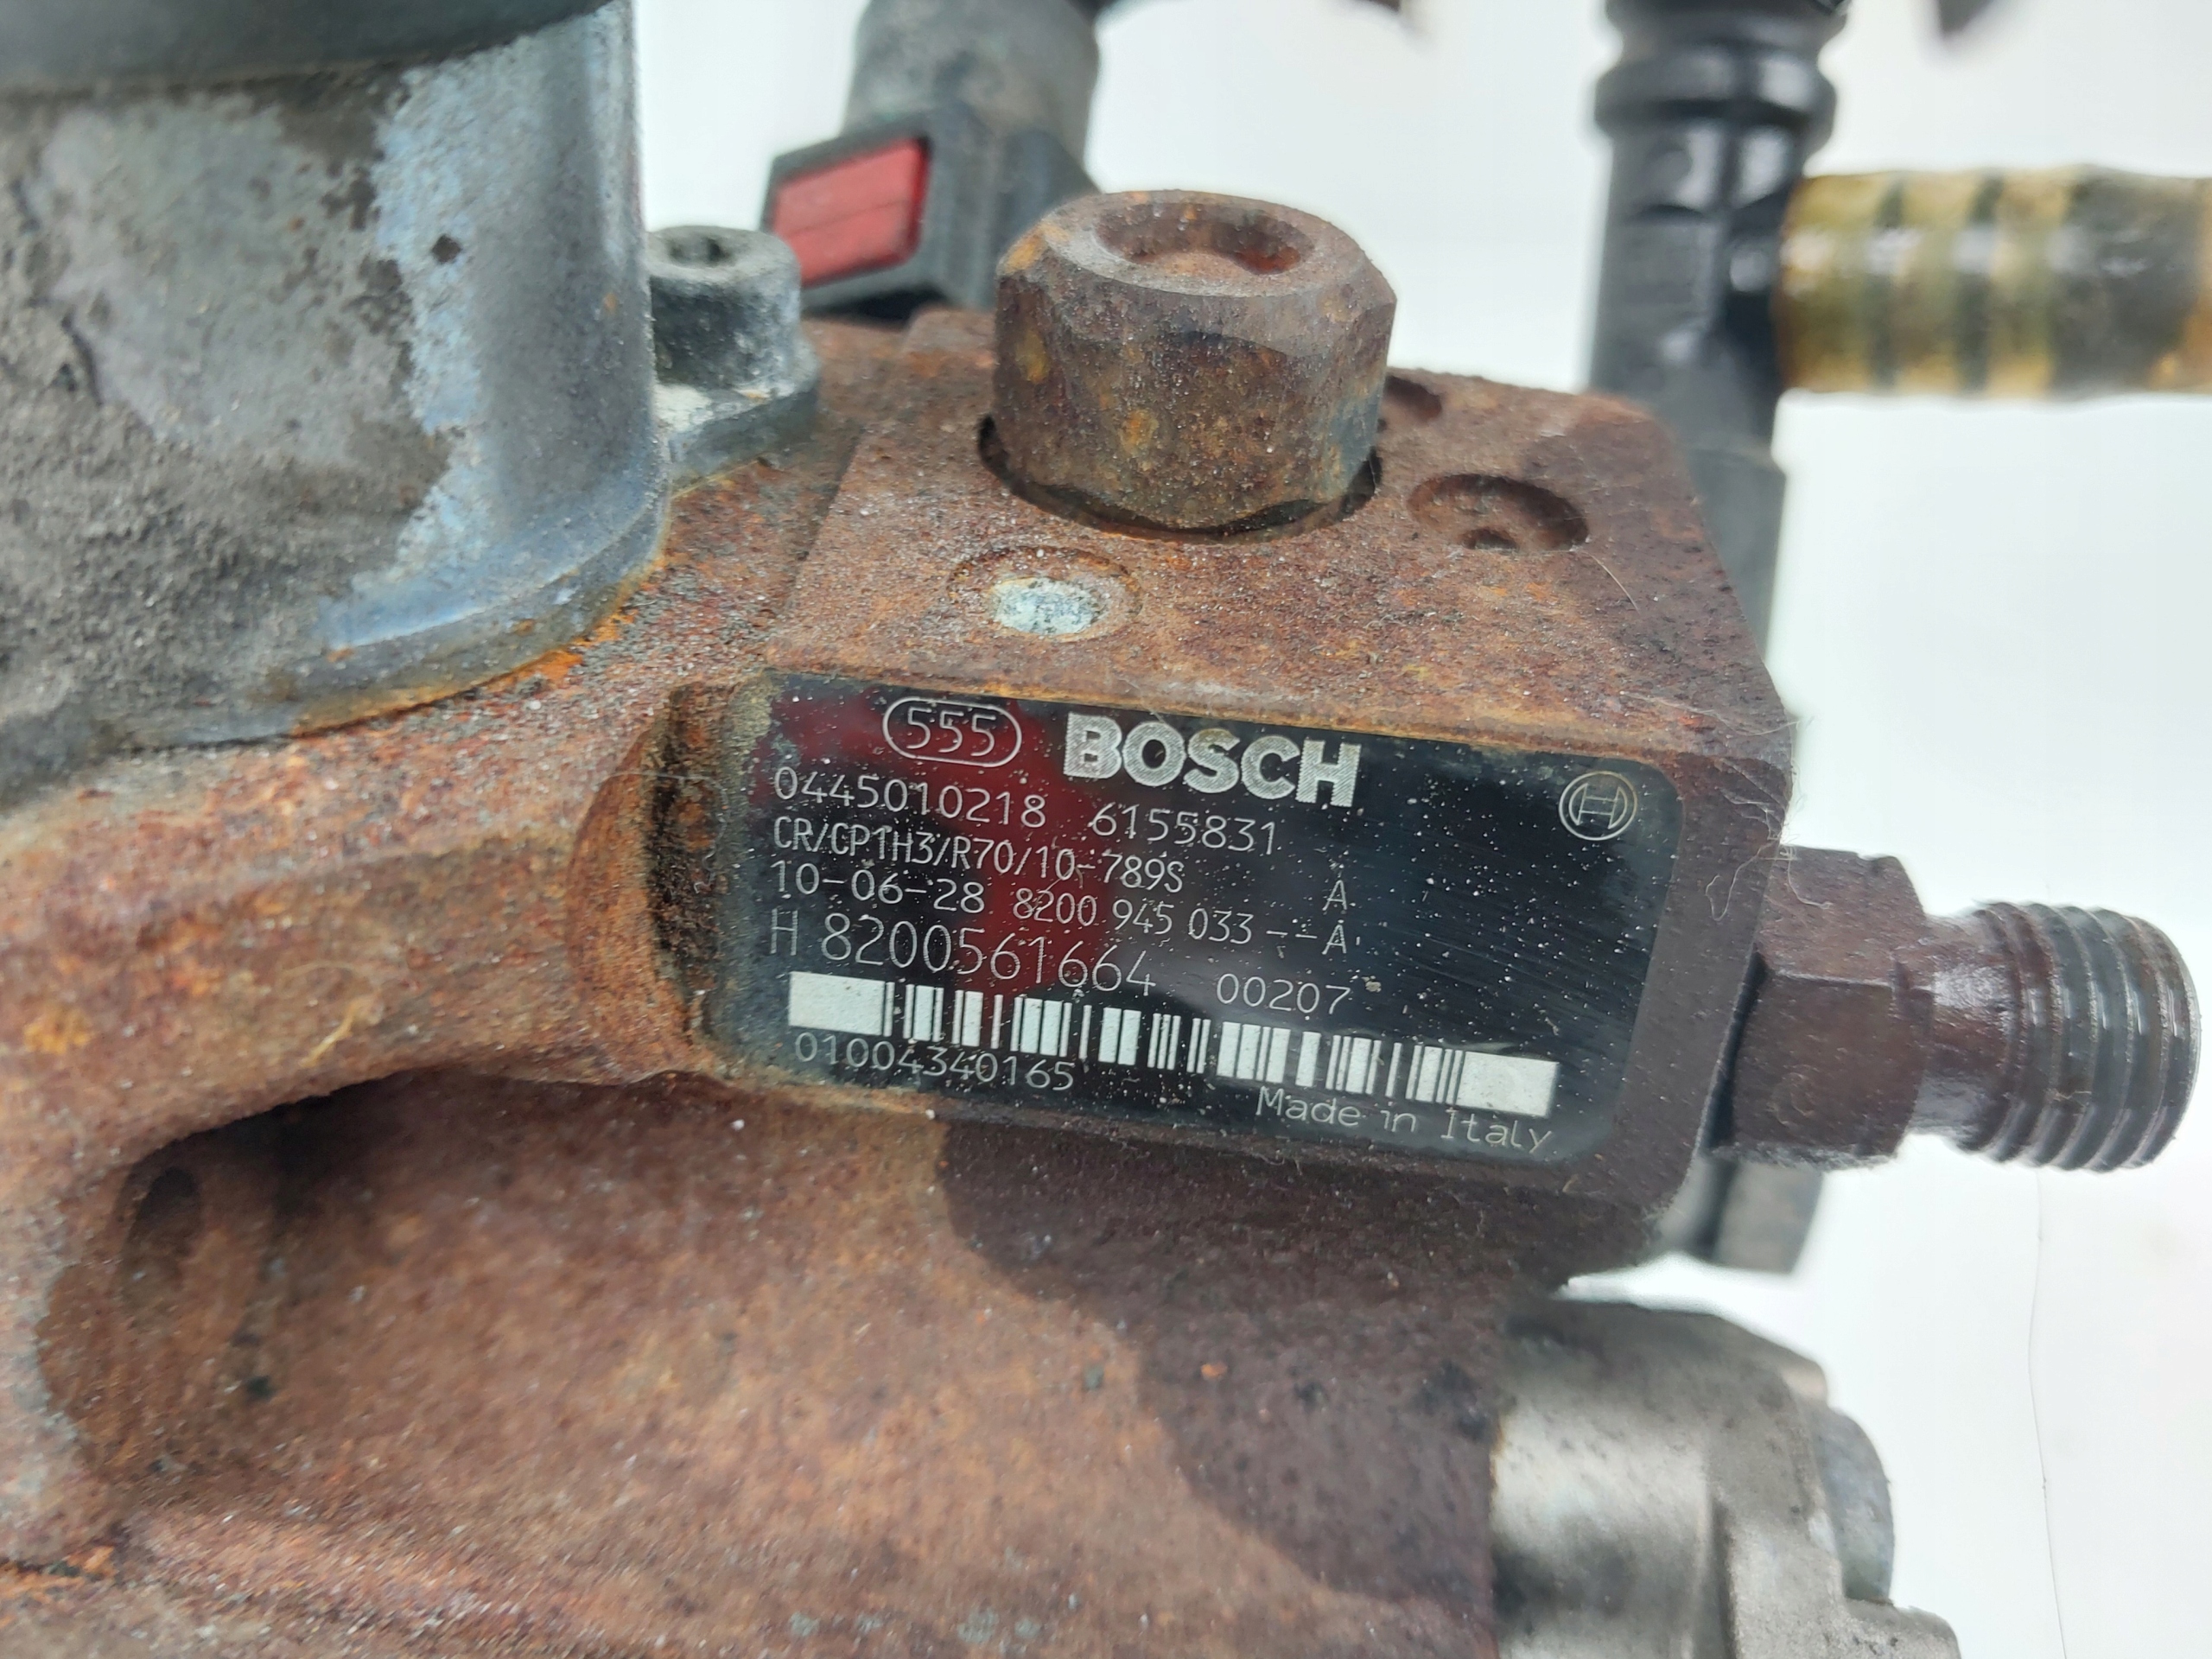 555 BOSCH
0445010218 6155831
CR/CP1H3/R70/10-789S A
10-06-28 8200 945 033--A
H 8200561664 00207
01004340165
Made in Italy